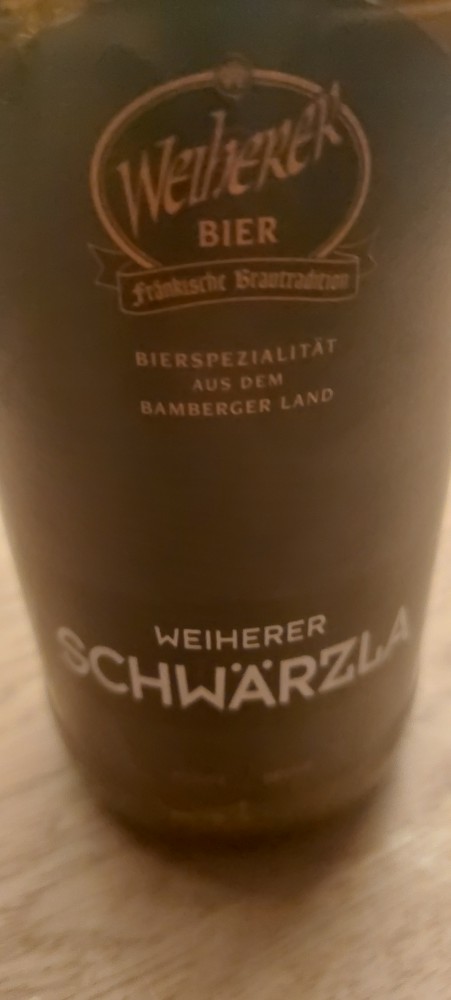 Weiherer
BIER
Fränkische Brautradition
BIERSPEZIALITÄT
AUS DEM
BAMBERGER LAND
WEIHERER
SCHWÄRZLA